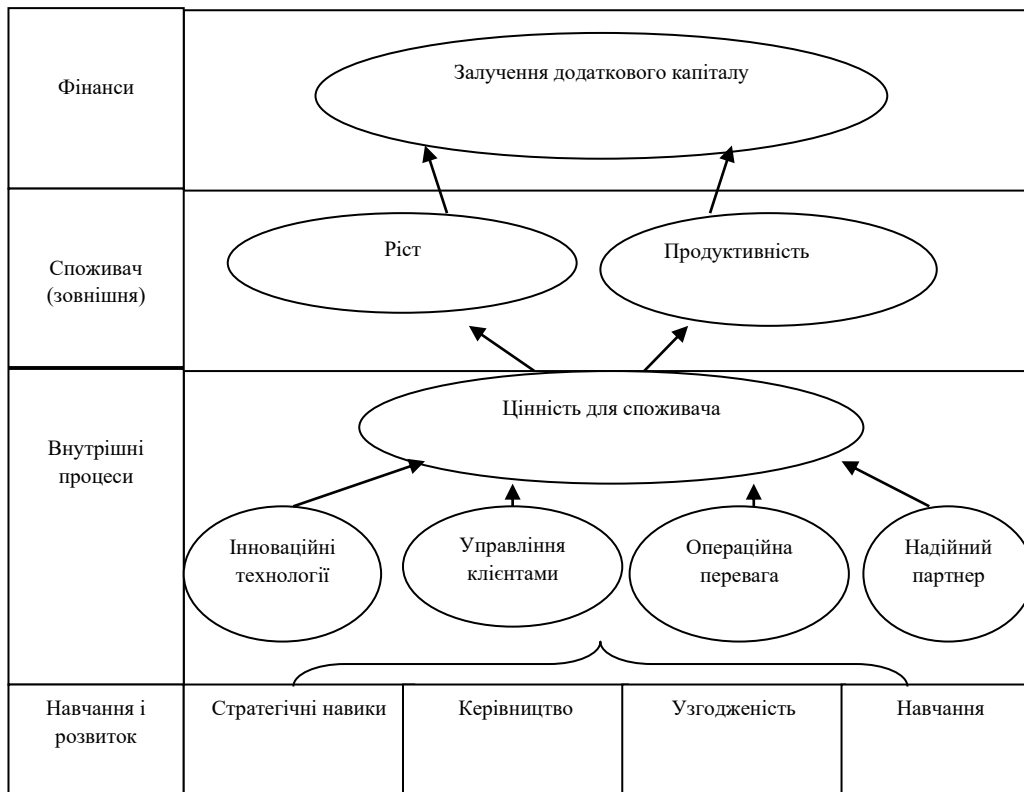 Фінанси
Залучення додаткового капіталу
Споживач
(зовнішня)
Ріст
Продуктивність
Внутрішні
процеси
Цінність для споживача
Інноваційні
технології
Управління
клієнтами
Операційна
перевага
Надійний
партнер
Навчання і
розвиток
Стратегічні навики
Керівництво
Узгодженість
Навчання